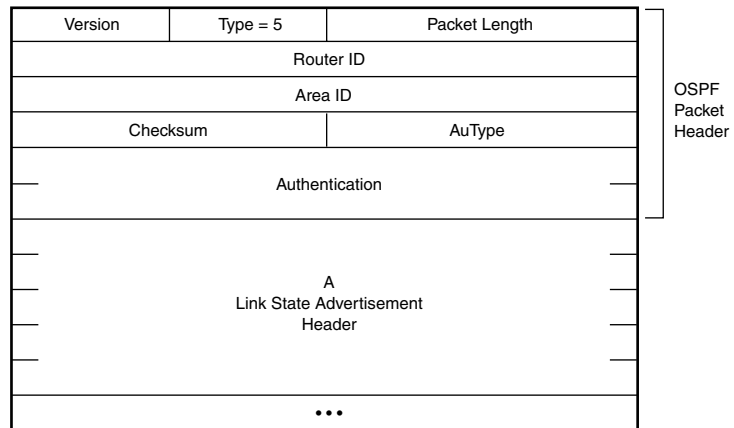 Version Type = 5 Packet Length
Router ID
Area ID
Checksum AuType
Authentication
OSPF
Packet
Header
A
Link State Advertisement
Header
•••